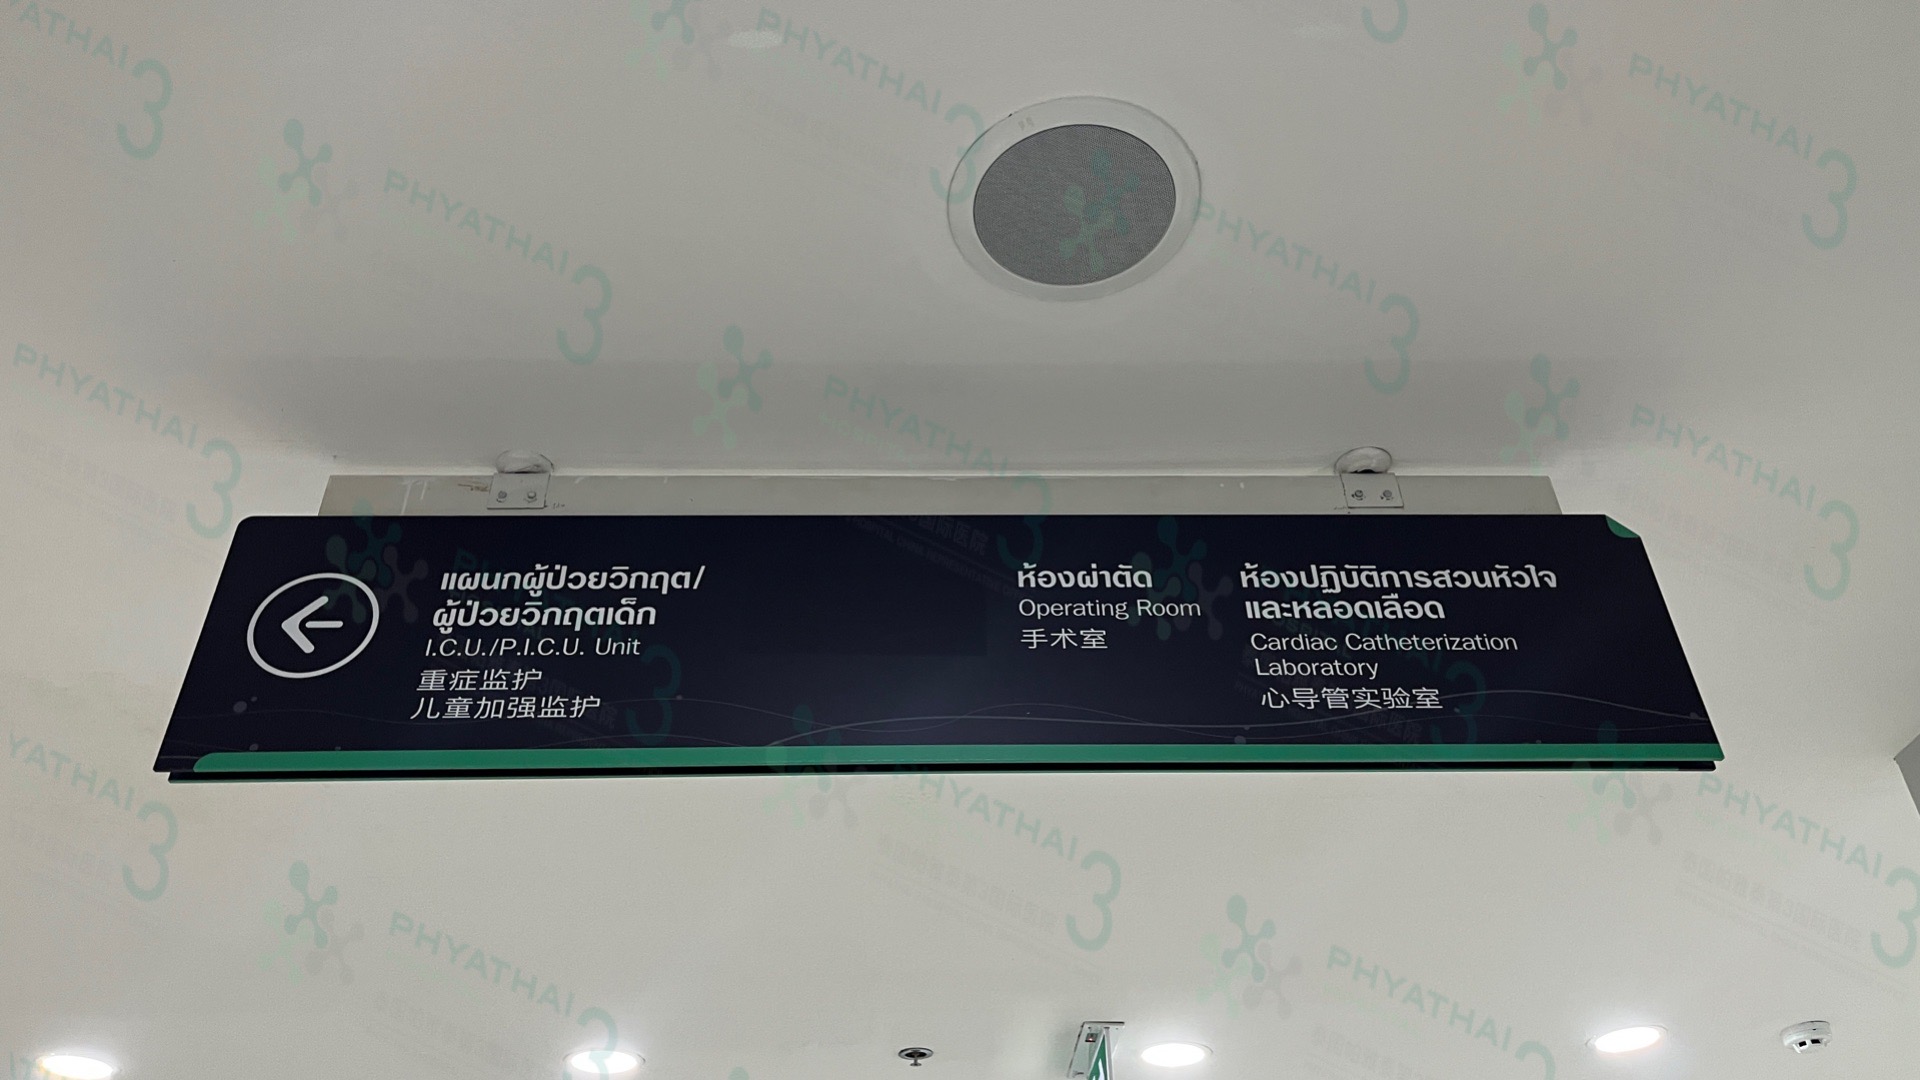 แผนกผู้ป่วยวิกฤต/
ผู้ป่วยวิกฤตเด็ก
I.C.U./P.I.C.U. Unit
重症监护
儿童加强监护
ห้องผ่าตัด
Operating Room
手术室
ห้องปฏิบัติการสวนหัวใจ
และหลอดเลือด
Cardiac Catheterization
Laboratory
心导管实验室
PHYATHAI 3